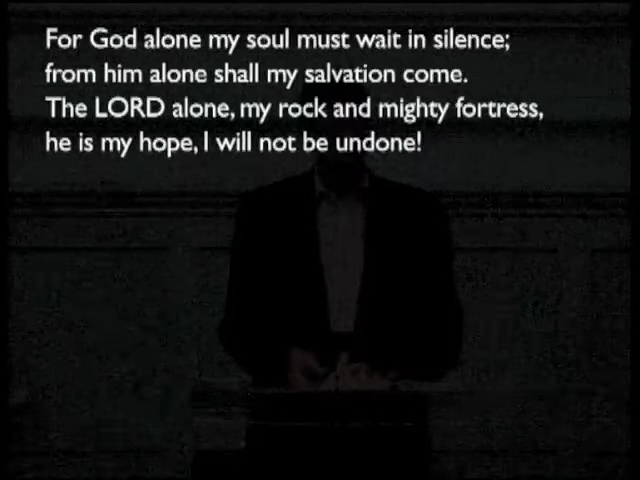 For God alone my soul must wait in silence;
from him alone shall my salvation come.
The LORD alone, my rock and mighty fortress,
he is my hope, I will not be undone!